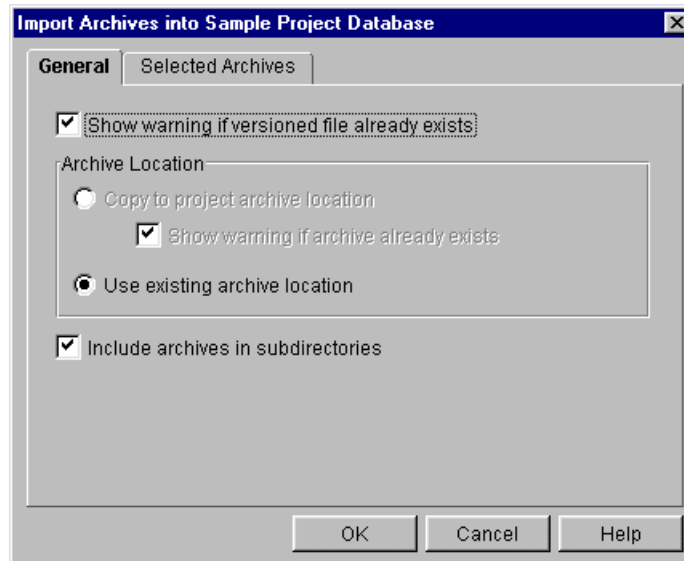 Import Archives into Sample Project Database
General Selected Archives
Show warning if versioned file already exists
Archive Location
Copy to project archive location
Show warning if archive already exists
Use existing archive location
Include archives in subdirectories
OK Cancel Help